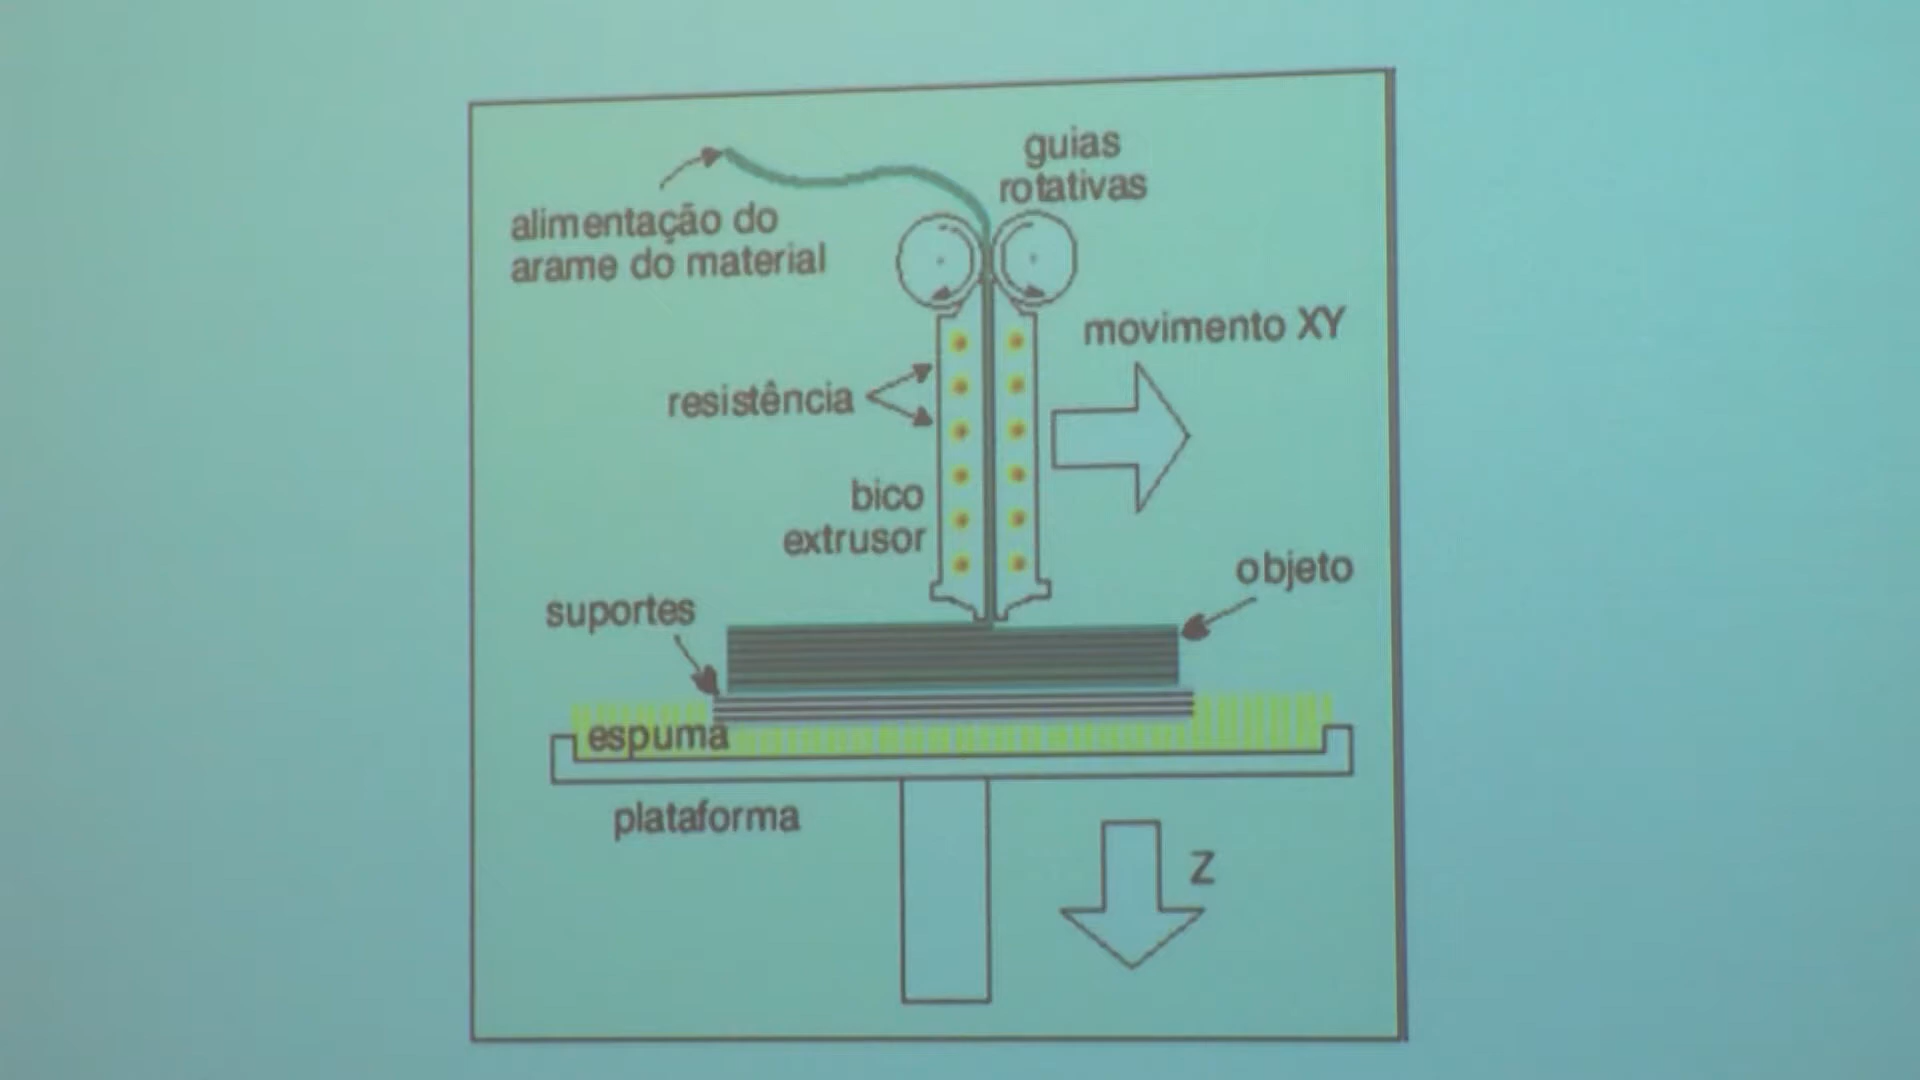 guias
rotativas
alimentação do
arame do material
movimento XY
resistência
bico
extrusor
objeto
suportes
espuma
plataforma
Z